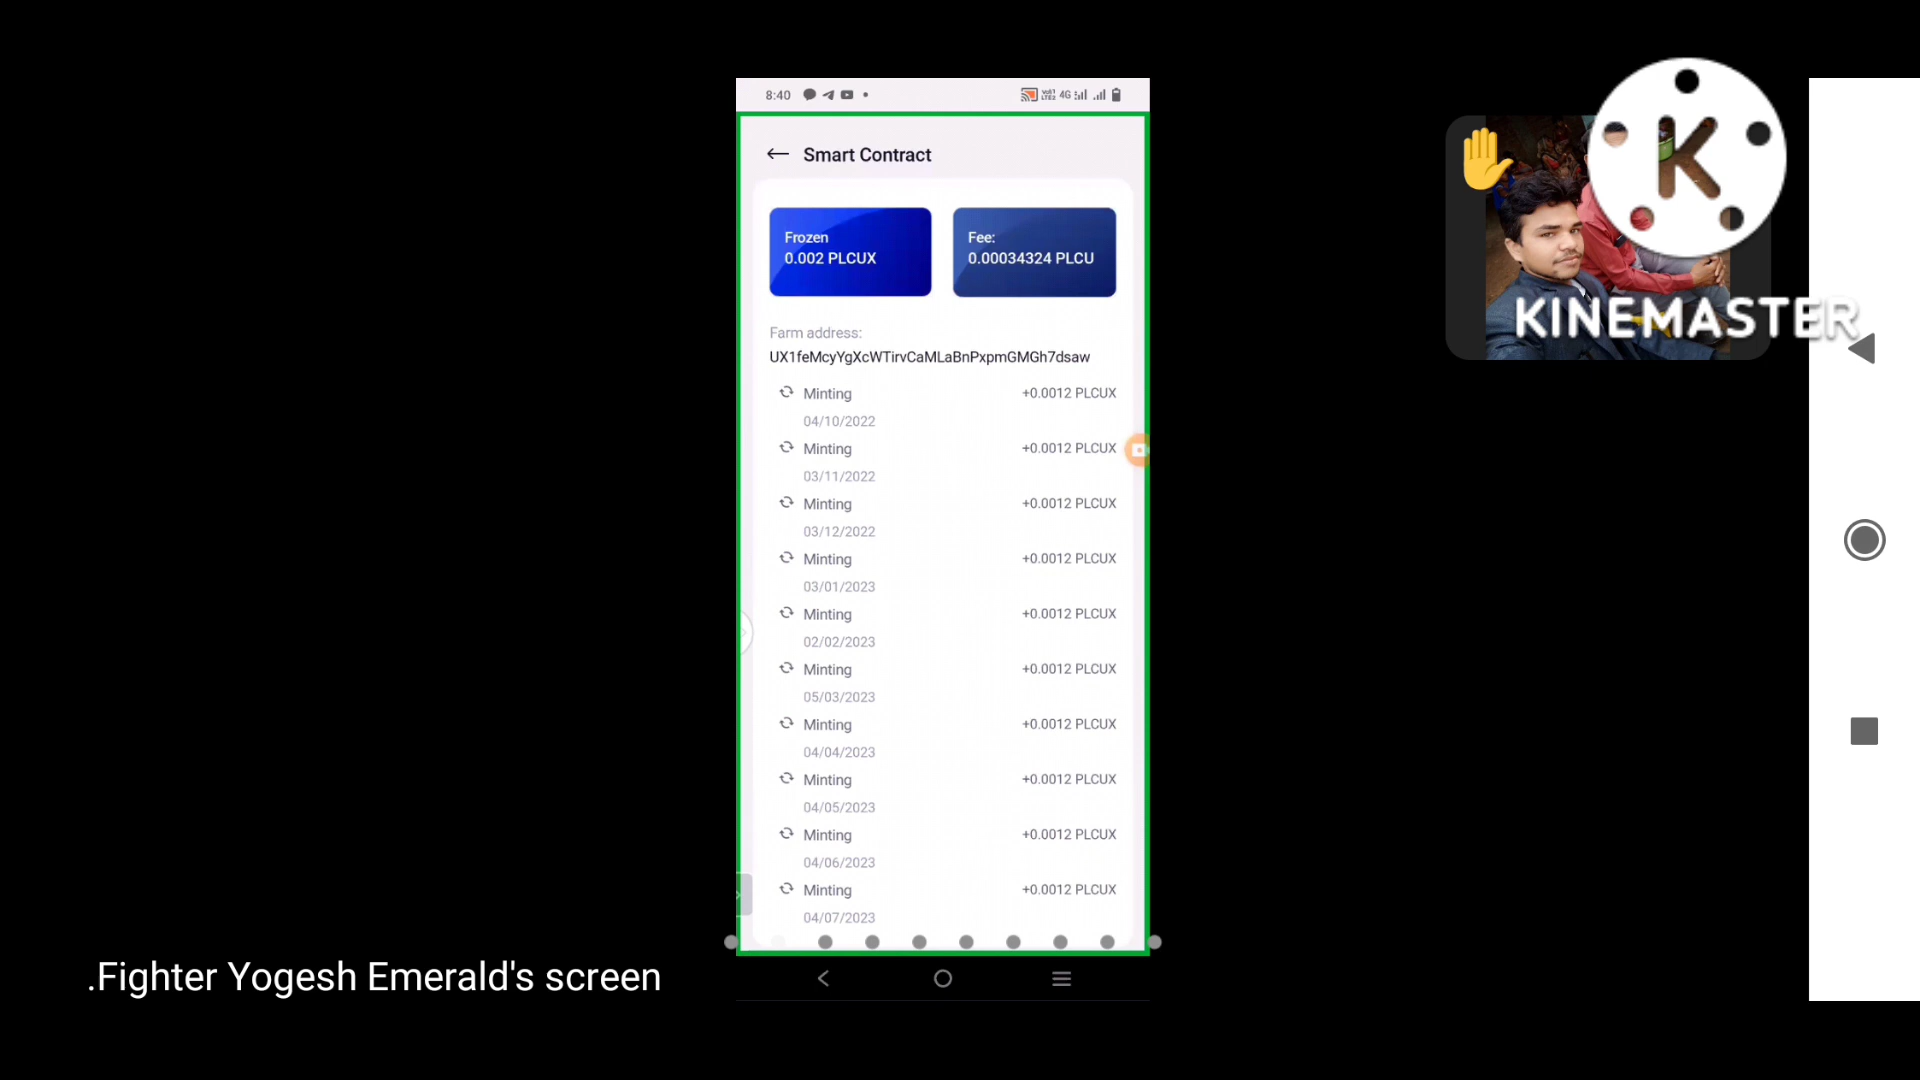 8:40
Vo1 LTE2 4G
Smart Contract
Frozen
0.002 PLCUX
Fee:
0.00034324 PLCU
Farm address:
UX1feMcyYgXcWTirvCaMLaBnPxpmGMGh7dsaw
Minting +0.0012 PLCUX
04/10/2022
Minting +0.0012 PLCUX
03/11/2022
Minting +0.0012 PLCUX
03/12/2022
Minting +0.0012 PLCUX
03/01/2023
Minting +0.0012 PLCUX
02/02/2023
Minting +0.0012 PLCUX
05/03/2023
Minting +0.0012 PLCUX
04/04/2023
Minting +0.0012 PLCUX
04/05/2023
Minting +0.0012 PLCUX
04/06/2023
Minting +0.0012 PLCUX
04/07/2023
K
KINEMASTER
.Fighter Yogesh Emerald's screen